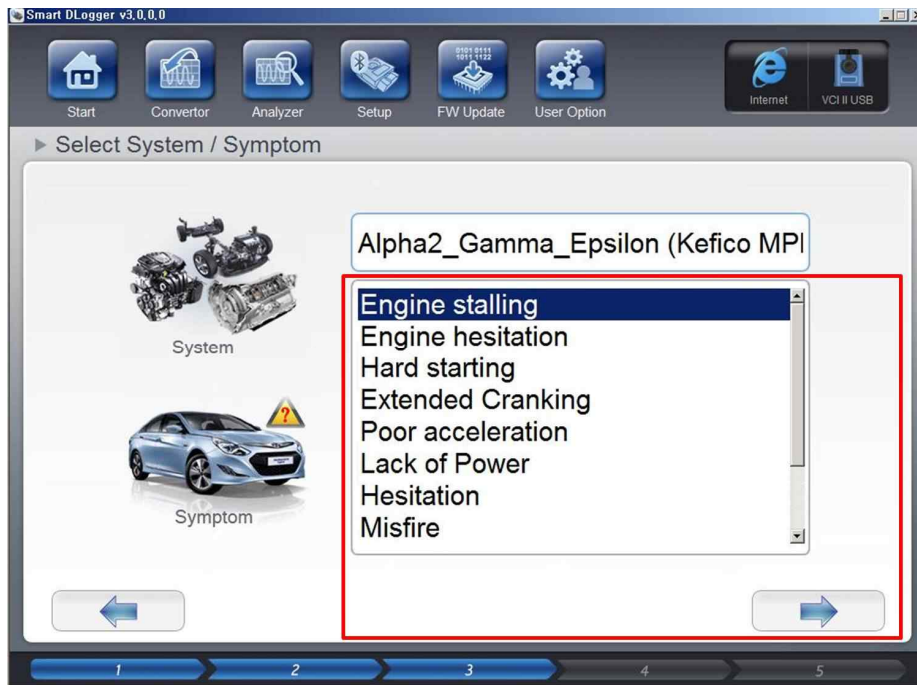 Smart DLogger v3,0,0,0
0101 0111
1011 1122
Start
Convertor
Analyzer
Setup
FW Update
User Option
Internet
VCI II USB
Select System / Symptom
System
Symptom
Alpha2_Gamma_Epsilon (Kefico MPI
Engine stalling
Engine hesitation
Hard starting
Extended Cranking
Poor acceleration
Lack of Power
Hesitation
Misfire
?
1
2
3
4
5